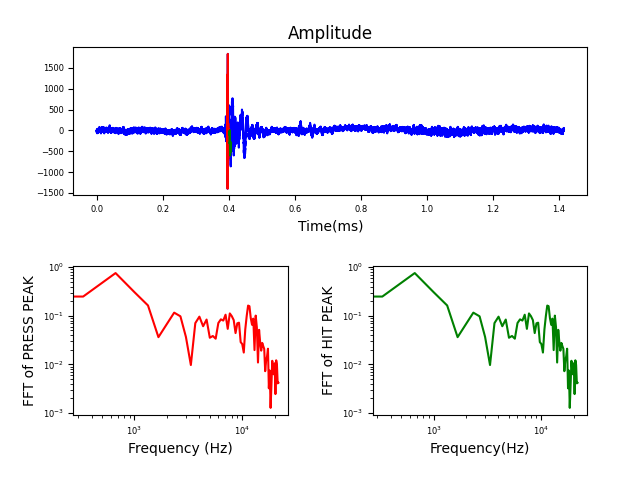 Amplitude
1500
1000
500
0
−500
−1000
−1500
0.0 0.2 0.4 0.6 0.8 1.0 1.2 1.4
Time(ms)
FFT of PRESS PEAK
10⁰
10⁻¹
10⁻²
10⁻³
10³ 10⁴
Frequency (Hz)
FFT of HIT PEAK
10⁰
10⁻¹
10⁻²
10⁻³
10³ 10⁴
Frequency(Hz)